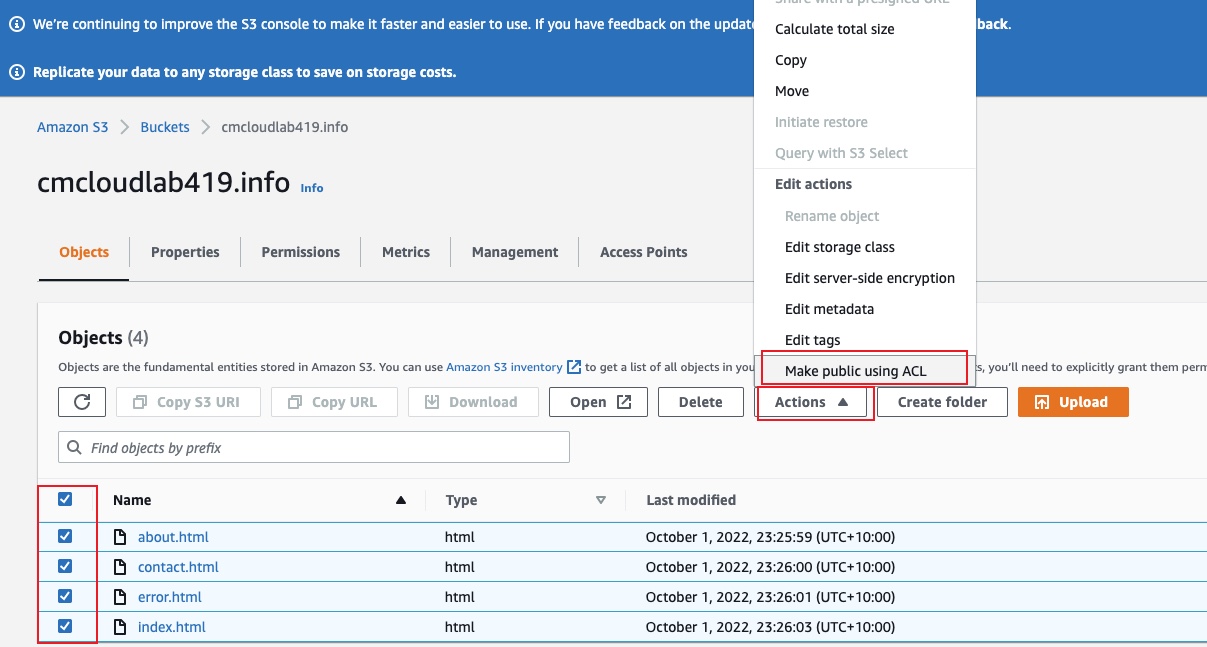 Share with a presigned URL
We're continuing to improve the S3 console to make it faster and easier to use. If you have feedback on the update back.
Calculate total size
Copy
Replicate your data to any storage class to save on storage costs.
Move
Initiate restore
Query with S3 Select
Edit actions
Rename object
Edit storage class
Edit server-side encryption
Edit metadata
Edit tags
Make public using ACL
Amazon S3 Buckets cmcloudlab419.info
cmcloudlab419.info Info
Objects Properties Permissions Metrics Management Access Points
Objects (4)
Objects are the fundamental entities stored in Amazon S3. You can use Amazon S3 inventory to get a list of all objects in you s, you'll need to explicitly grant them perm
Copy S3 URI Copy URL Download Open Delete Actions Create folder Upload
Find objects by prefix
Name Type Last modified
about.html html October 1, 2022, 23:25:59 (UTC+10:00)
contact.html html October 1, 2022, 23:26:00 (UTC+10:00)
error.html html October 1, 2022, 23:26:01 (UTC+10:00)
index.html html October 1, 2022, 23:26:03 (UTC+10:00)